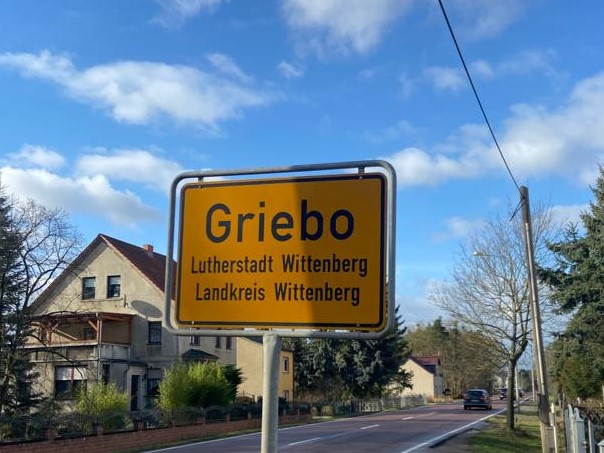 Griebo
Lutherstadt Wittenberg
Landkreis Wittenberg